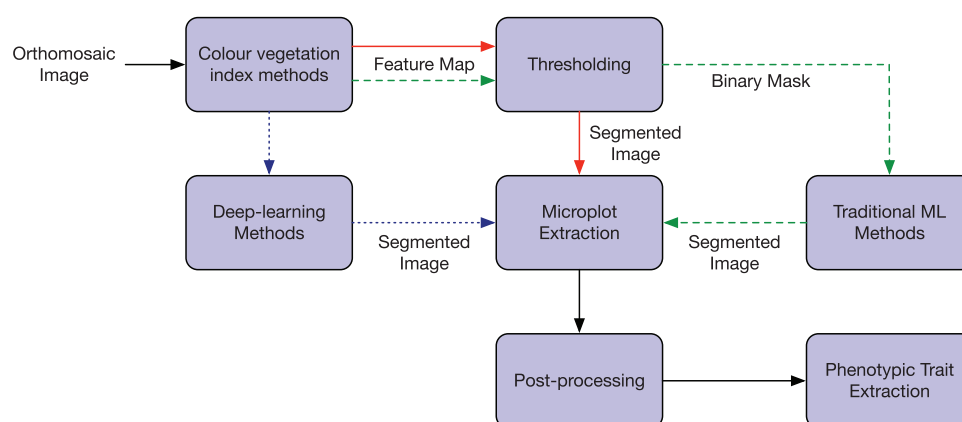 Orthomosaic
Image
Colour vegetation
index methods
Feature Map
Thresholding
Binary Mask
Segmented
Image
Deep-learning
Methods
Segmented
Image
Microplot
Extraction
Segmented
Image
Traditional ML
Methods
Post-processing
Phenotypic Trait
Extraction